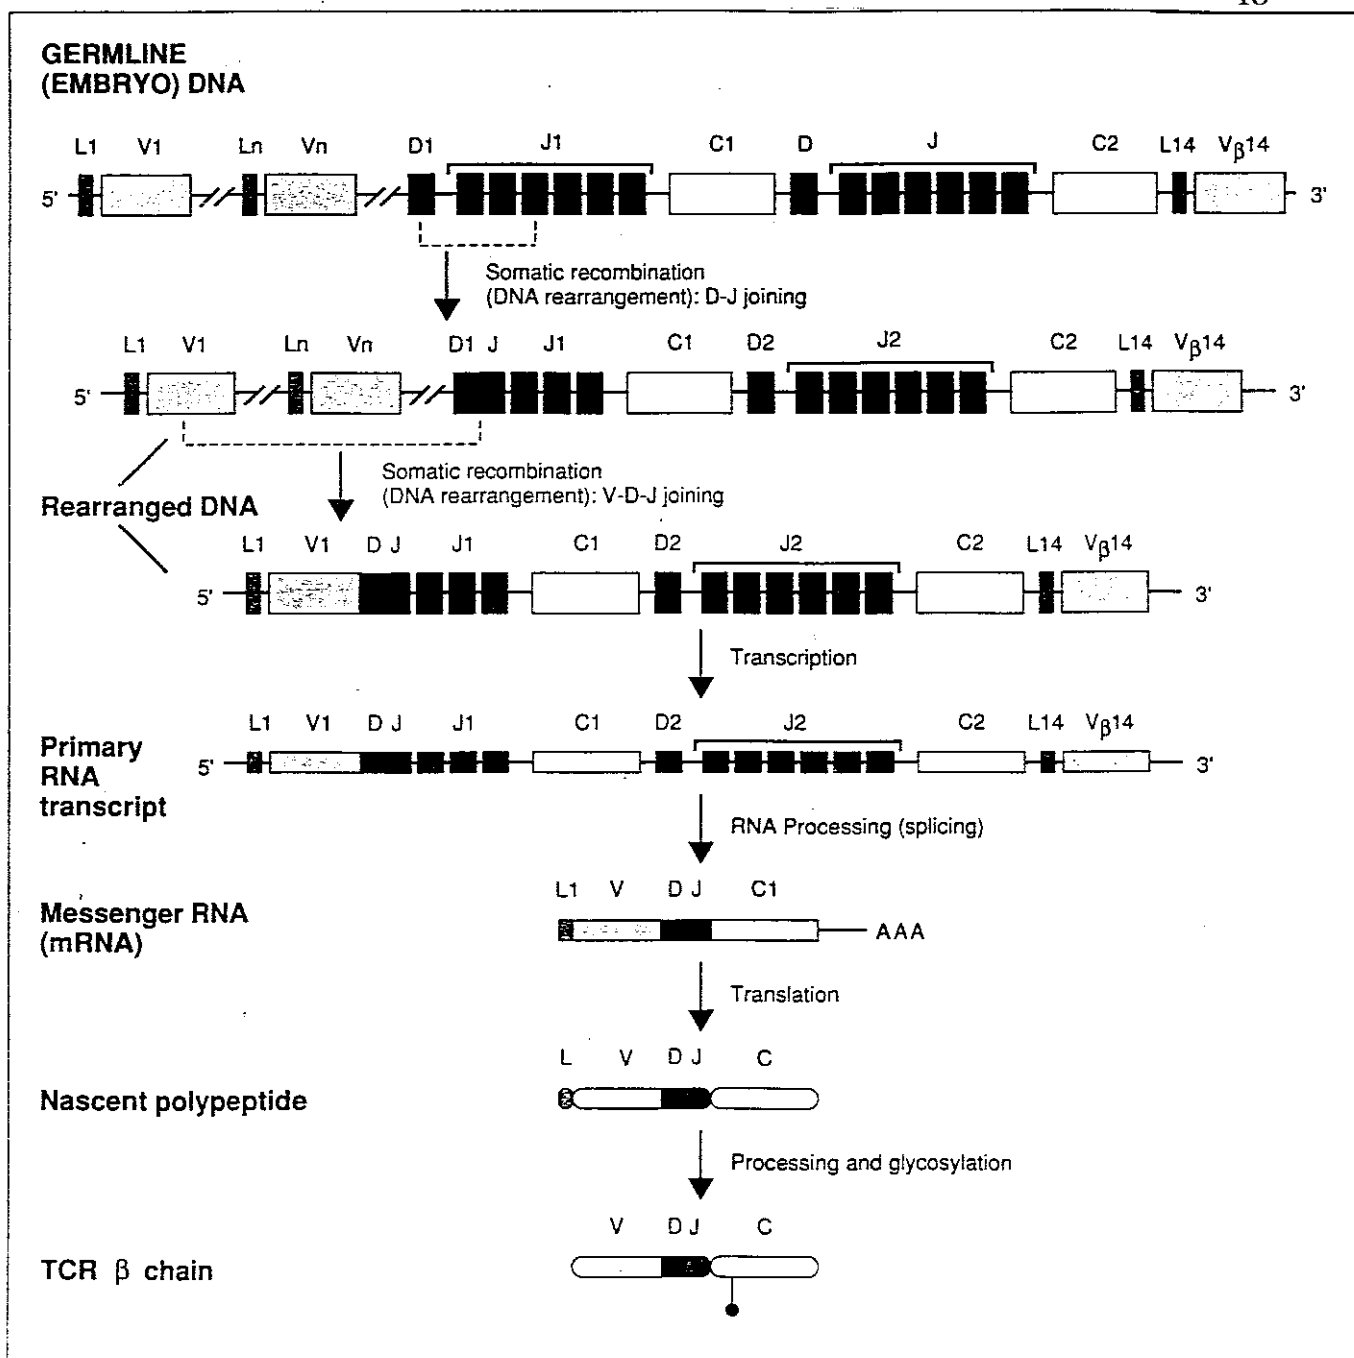 GERMLINE
(EMBRYO) DNA
L1 V1 Ln Vn D1 J1 C1 D J C2 L14 Vβ14
5' 3'
Somatic recombination
(DNA rearrangement): D-J joining
L1 V1 Ln Vn D1 J J1 C1 D2 J2 C2 L14 Vβ14
5' 3'
Somatic recombination
(DNA rearrangement): V-D-J joining
Rearranged DNA
L1 V1 D J J1 C1 D2 J2 C2 L14 Vβ14
5' 3'
Transcription
L1 V1 D J J1 C1 D2 J2 C2 L14 Vβ14
Primary
RNA
transcript
5' 3'
RNA Processing (splicing)
L1 V D J C1
Messenger RNA
(mRNA)
AAA
Translation
L V D J C
Nascent polypeptide
Processing and glycosylation
V D J C
TCR β chain